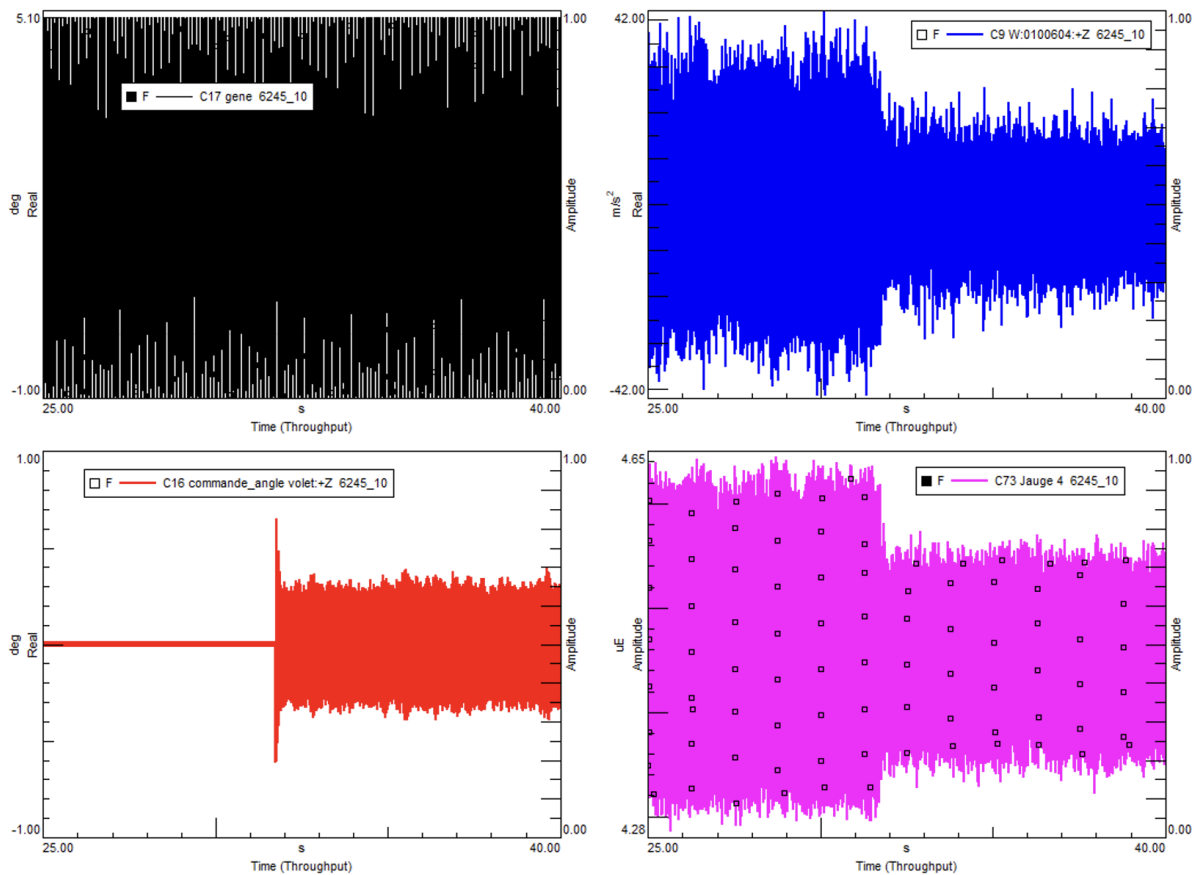 5.10
1.00
F C17 gene 6245_10
deg
Real
Amplitude
-1.00
0.00
25.00
s
40.00
Time (Throughput)
42.00
1.00
F C9 W:0100604:+Z 6245_10
m/s²
Real
Amplitude
-42.00
0.00
25.00
s
40.00
Time (Throughput)
1.00
1.00
F C16 commande_angle volet:+Z 6245_10
deg
Real
Amplitude
-1.00
0.00
25.00
s
40.00
Time (Throughput)
4.65
1.00
F C73 Jauge 4 6245_10
uE
Amplitude
Amplitude
4.28
0.00
25.00
s
40.00
Time (Throughput)